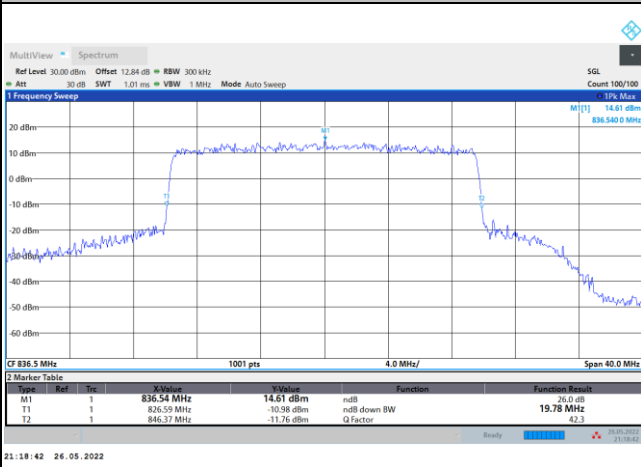 MultiView Spectrum
Ref Level 30.00 dBm Offset 12.84 dB RBW 300 kHz SGL
Att 30 dB SWT 1.01 ms VBW 1 MHz Mode Auto Sweep Count 100/100
1 Frequency Sweep 1Pk Max
M1[1] 14.61 dBm
836.540 0 MHz
20 dBm
M1
10 dBm
0 dBm
T1
T2
-10 dBm
-20 dBm
-30 dBm
-40 dBm
-50 dBm
-60 dBm
CF 836.5 MHz 1001 pts 4.0 MHz/ Span 40.0 MHz
2 Marker Table
Type Ref Trc X-Value Y-Value Function Function Result
M1 1 836.54 MHz 14.61 dBm ndB 26.0 dB
T1 1 826.59 MHz -10.98 dBm ndB down BW 19.78 MHz
T2 1 846.37 MHz -11.76 dBm Q Factor 42.3
Ready 26.05.2022
21:18:42
21:18:42 26.05.2022